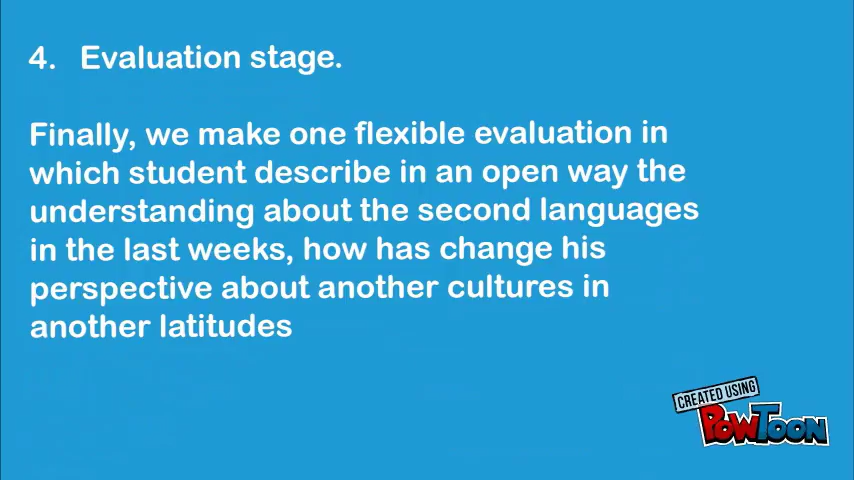 4. Evaluation stage.
Finally, we make one flexible evaluation in
which student describe in an open way the
understanding about the second languages
in the last weeks, how has change his
perspective about another cultures in
another latitudes
CREATED USING
POWTOON